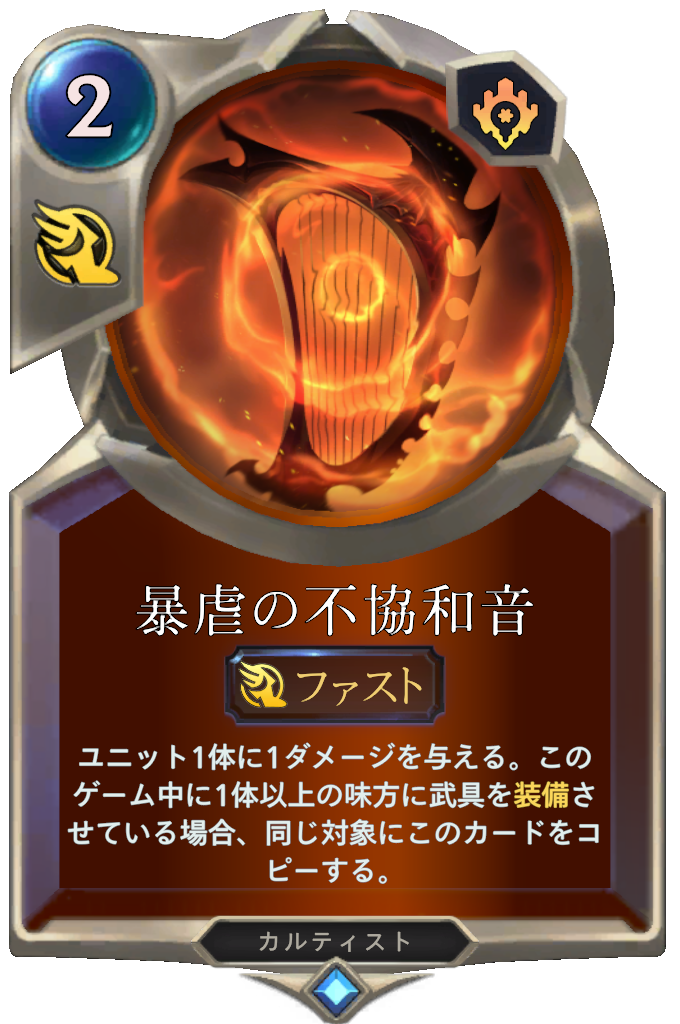 2
暴虐の不協和音
ファスト
ユニット1体に1ダメージを与える。この
ゲーム中に1体以上の味方に武具を装備さ
せている場合、同じ対象にこのカードをコ
ピーする。
カルティスト